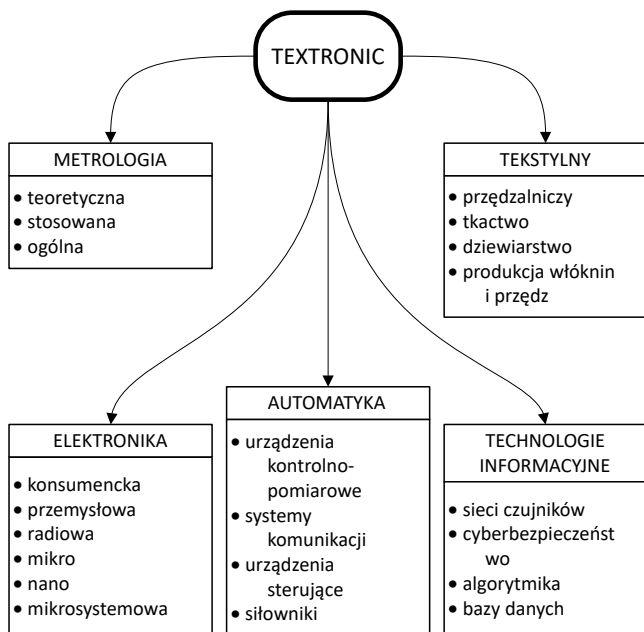 TEXTRONIC
METROLOGIA
• teoretyczna
• stosowana
• ogólna
TEKSTYLNY
• przędzalniczy
• tkactwo
• dziewiarstwo
• produkcja włóknin
i przędz
ELEKTRONIKA
• konsumencka
• przemysłowa
• radiowa
• mikro
• nano
• mikrosystemowa
AUTOMATYKA
• urządzenia
kontrolno-
pomiarowe
• systemy
komunikacji
• urządzenia
sterujące
• siłowniki
TECHNOLOGIE
INFORMACYJNE
• sieci czujników
• cyberbezpieczeńst
wo
• algorytmika
• bazy danych